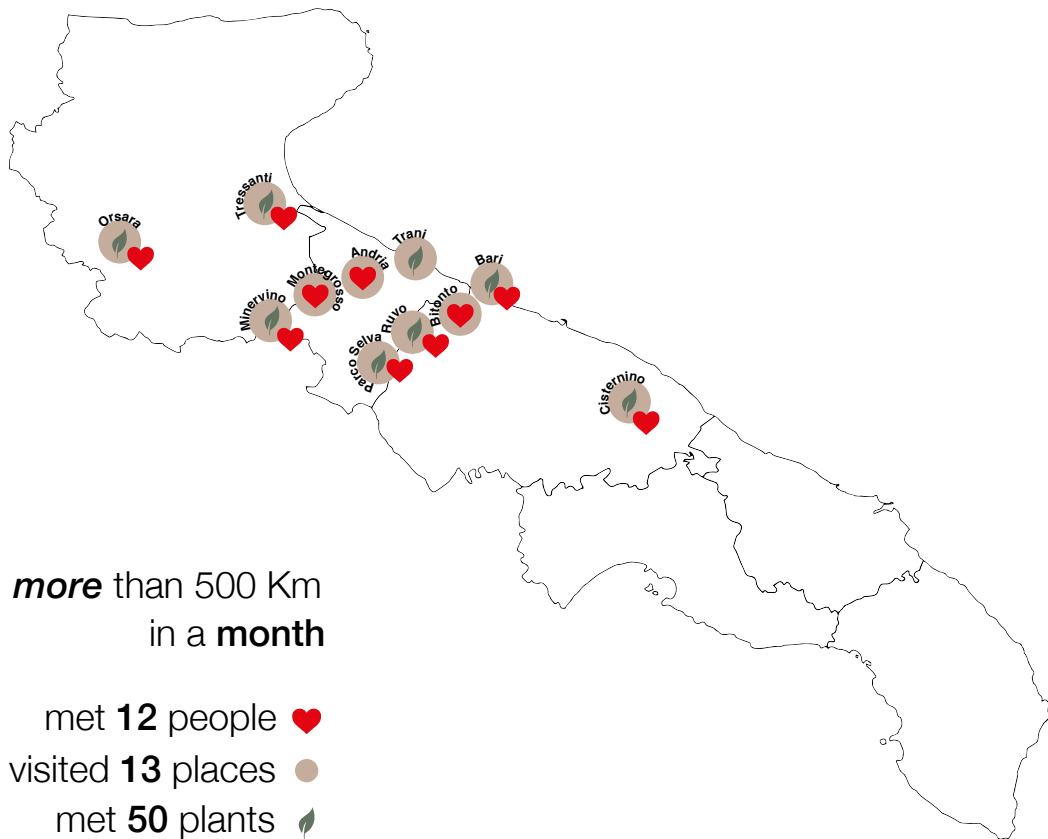 Tressanti
Orsara
Trani
Andria
Bari
Montegrosso
Minervino
Bitonto
Ruvo
Parco Selva
Cisternino
more than 500 Km
in a month
met 12 people
visited 13 places
met 50 plants